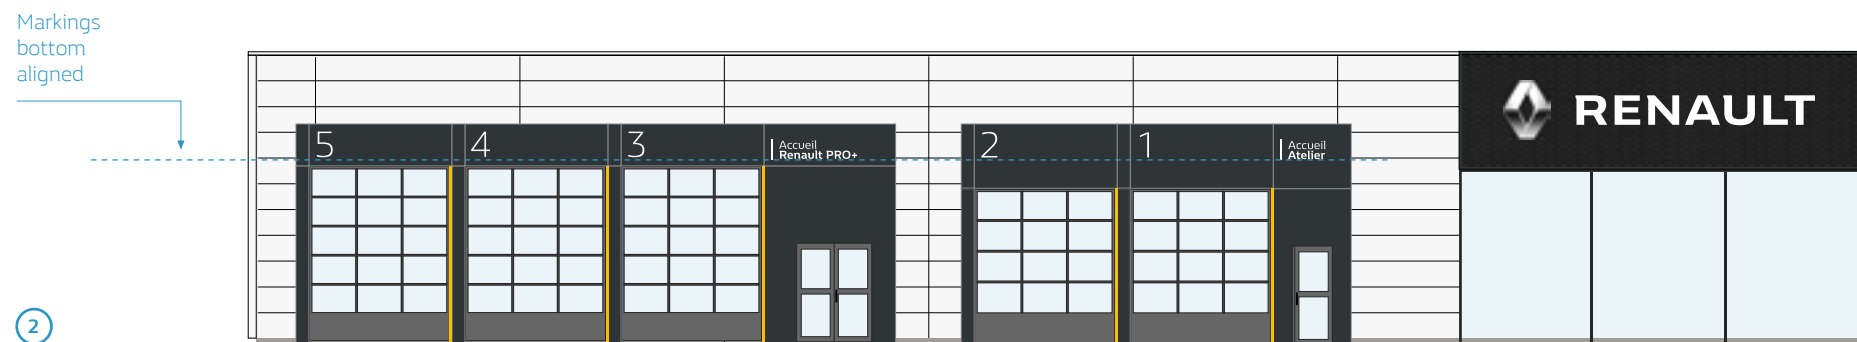 Markings
bottom
aligned
5
4
3
Accueil
Renault PRO+
2
1
Accueil
Atelier
RENAULT
2